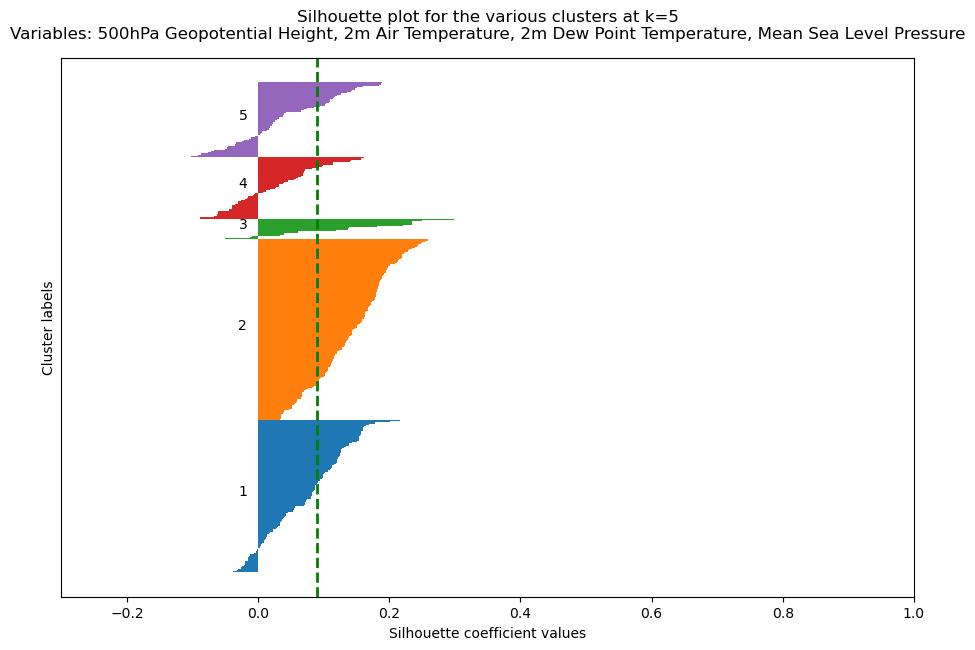 Silhouette plot for the various clusters at k=5
Variables: 500hPa Geopotential Height, 2m Air Temperature, 2m Dew Point Temperature, Mean Sea Level Pressure
5
4
3
2
1
Cluster labels
−0.2 0.0 0.2 0.4 0.6 0.8 1.0
Silhouette coefficient values